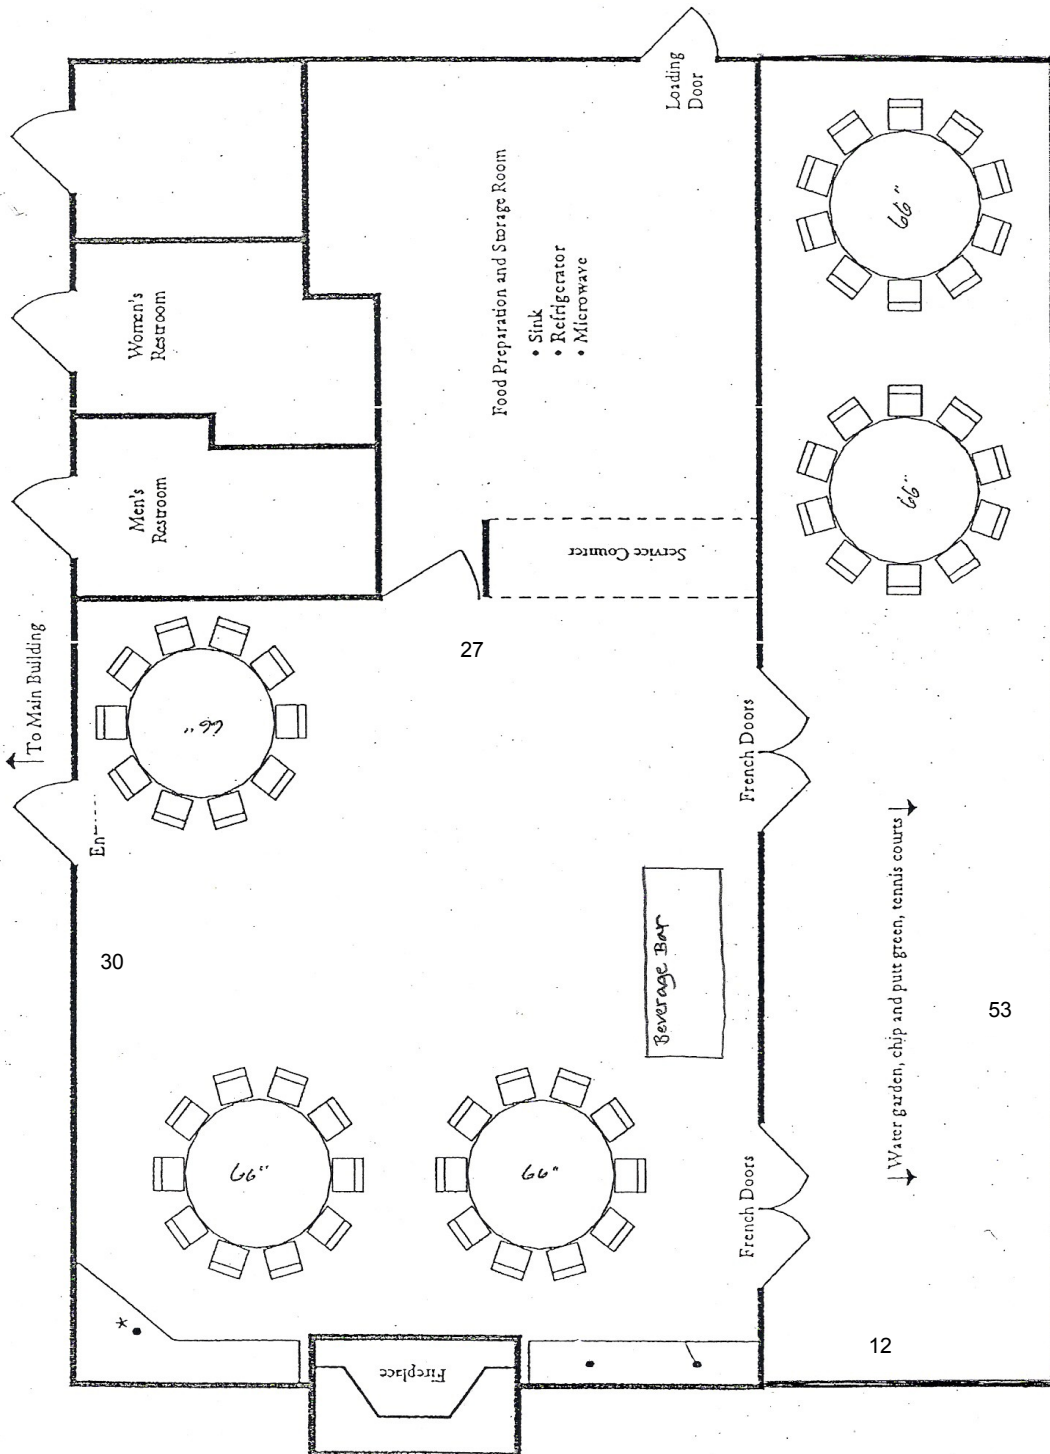 Loading
Door
Food Preparation and Storage Room
• Sink
• Refrigerator
• Microwave
Women's
Restroom
Men's
Restroom
Service Counter
To Main Building
27
30
53
12
66"
66"
66"
66"
66"
French Doors
French Doors
Beverage Bar
Water garden, chip and putt green, tennis courts
Fireplace
*